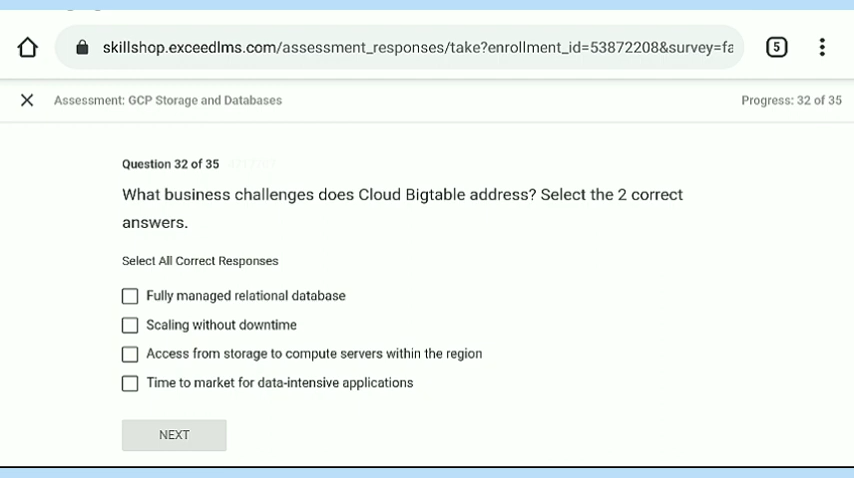 skillshop.exceedlms.com/assessment_responses/take?enrollment_id=53872208&survey=fa
5
Assessment: GCP Storage and Databases
Progress: 32 of 35
Question 32 of 35
What business challenges does Cloud Bigtable address? Select the 2 correct
answers.
Select All Correct Responses
Fully managed relational database
Scaling without downtime
Access from storage to compute servers within the region
Time to market for data-intensive applications
NEXT